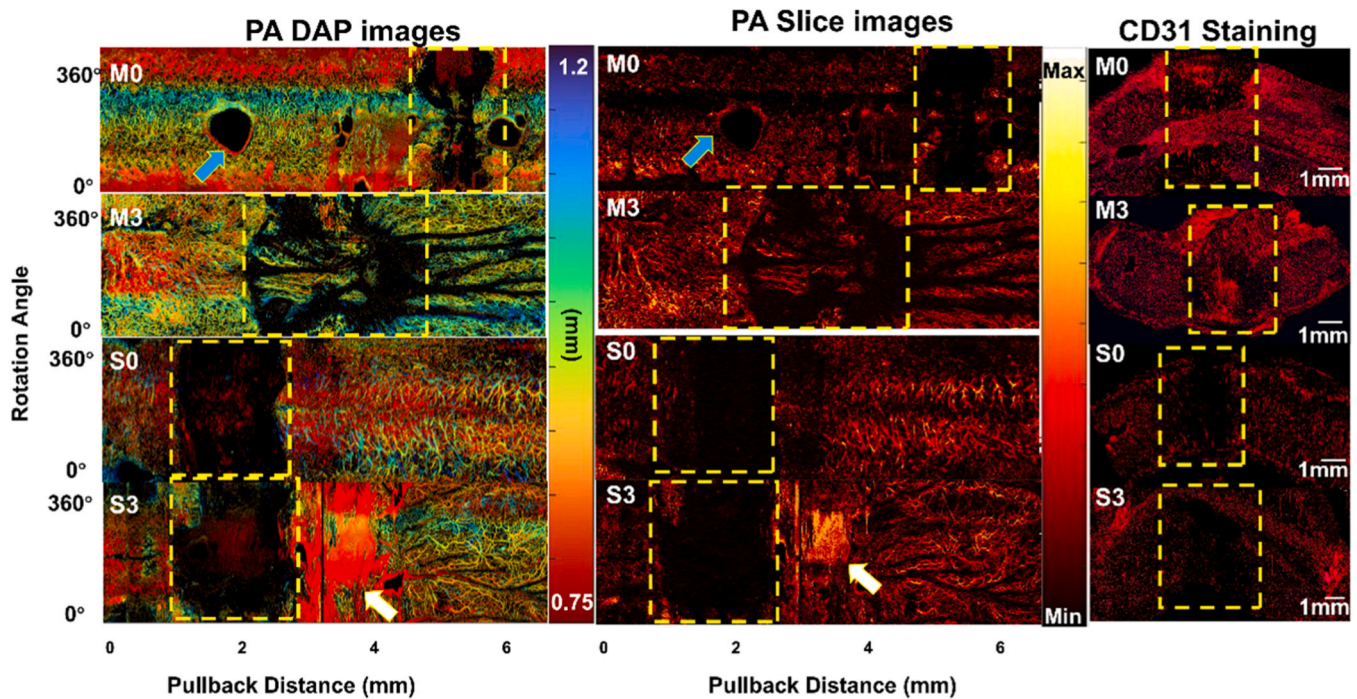 PA DAP images
PA Slice images
CD31 Staining
Rotation Angle
360°
M0
0°
360°
M3
0°
360°
S0
0°
360°
S3
0°
1.2
(mm)
0.75
M0
M3
S0
S3
Max
Min
M0
1mm
M3
1mm
S0
1mm
S3
1mm
0 2 4 6
0 2 4 6
Pullback Distance (mm)
Pullback Distance (mm)